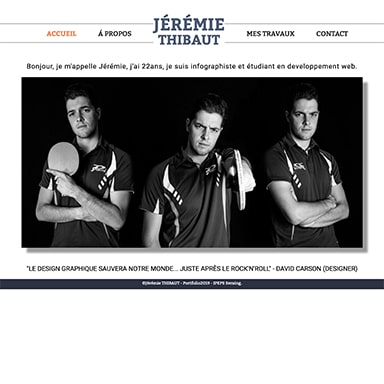 JÉRÉMIE
THIBAUT
ACCUEIL
Á PROPOS
MES TRAVAUX
CONTACT
Bonjour, je m'appelle Jérémie, j'ai 22ans, je suis infographiste et étudiant en developpement web.
"LE DESIGN GRAPHIQUE SAUVERA NOTRE MONDE... JUSTE APRÈS LE ROCK'N'ROLL" - DAVID CARSON (DESIGNER)
©Jérémie THIBAUT - Portfolio2019 - IFEPS Seraing.